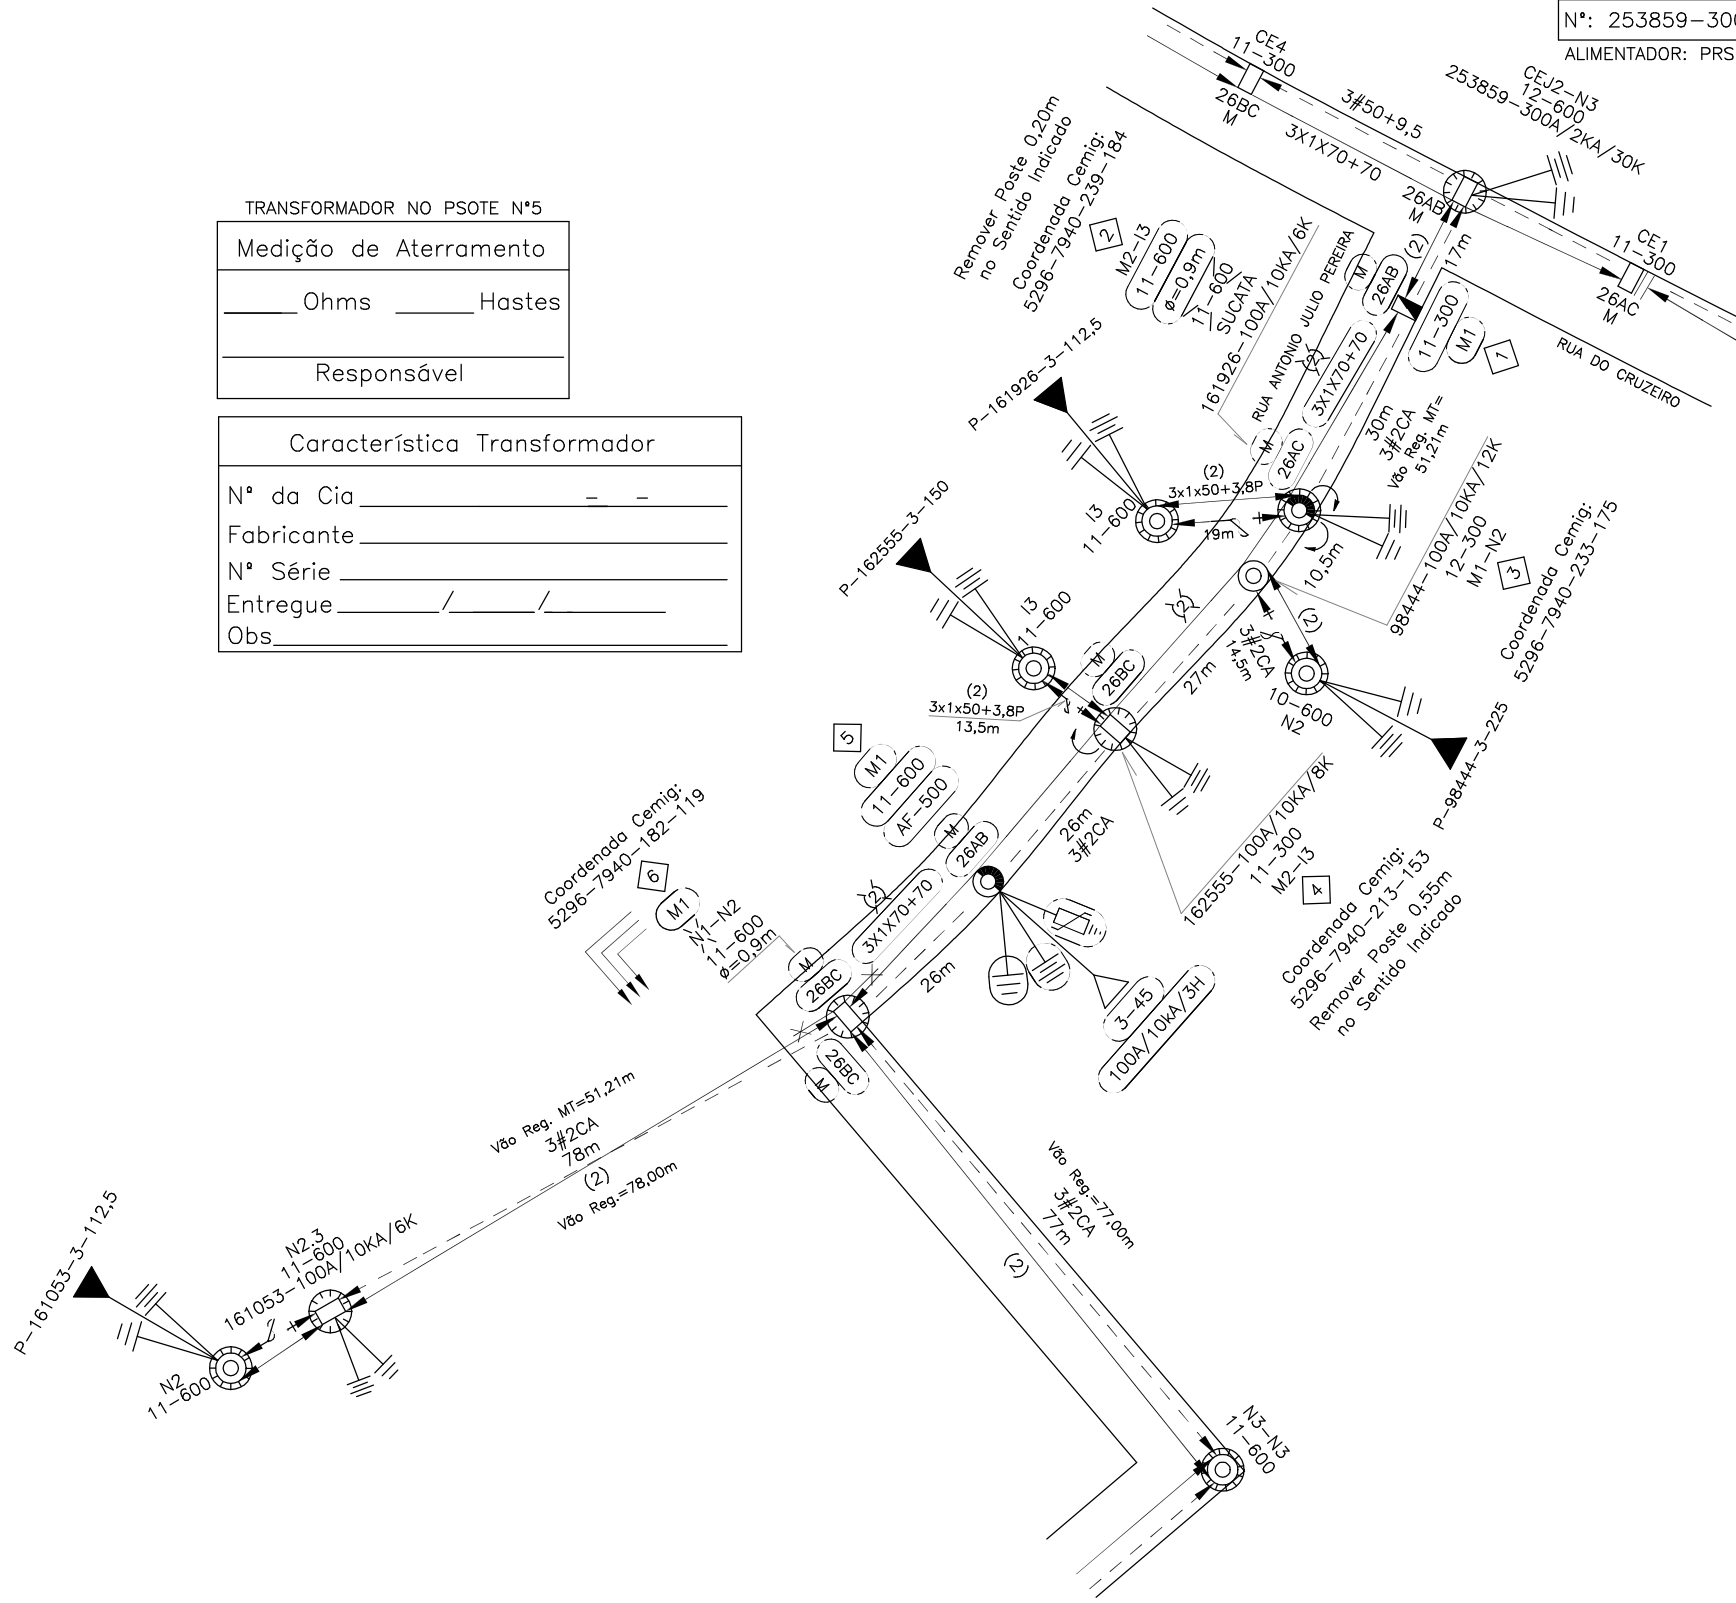 Nº: 253859-300
ALIMENTADOR: PRS
CE4
11-300
26BC
M
3#50+9,5
3X1X70+70
CEJ2-N3
12-600
253859-300A/2KA/30K
26AB
M
CE1
11-300
26AC
M
RUA DO CRUZEIRO
17m
(2)
M
26AB
11-300
M1
1
RUA ANTONIO JULIO PEREIRA
(2)
3X1X70+70
30m
3#2CA
Vão Reg. MT=
51,21m
Remover Poste 0,20m
no Sentido Indicado
Coordenada Cemig:
5296-7940-239-184
2
M2-I3
11-600
ø=0,9m
11-600
SUCATA
161926-100A/10KA/6K
M
26AC
P-161926-3-112,5
I3
11-600
(2)
3x1x50+3,8P
19m
10,5m
98444-100A/10KA/12K
12-300
M1-N2
3
Coordenada Cemig:
5296-7940-233-175
(2)
3#2CA
14,5m
10-600
N2
P-98444-3-225
P-162555-3-150
I3
11-600
(2)
27m
M
26BC
(2)
3x1x50+3,8P
13,5m
162555-100A/10KA/8K
11-300
M2-I3
4
Coordenada Cemig:
5296-7940-213-153
Remover Poste 0,55m
no Sentido Indicado
26m
3#2CA
5
M1
11-600
AF-500
M
26AB
3-45
100A/10kA/3H
(2)
3X1X70+70
26m
Coordenada Cemig:
5296-7940-182-119
6
M1
N1-N2
11-600
ø=0,9m
M
26BC
26BC
M
Vão Reg. MT=51,21m
3#2CA
78m
(2)
Vão Reg.=78,00m
Vão Reg.=77,00m
3#2CA
77m
(2)
N3-N3
11-600
N2.3
11-600
161053-100A/10KA/6K
P-161053-3-112,5
N2
11-600
TRANSFORMADOR NO PSOTE Nº5
Medição de Aterramento
____ Ohms ____ Hastes
Responsável
Característica Transformador
Nº da Cia ____ - -
Fabricante
Nº Série
Entregue ____/____/____
Obs